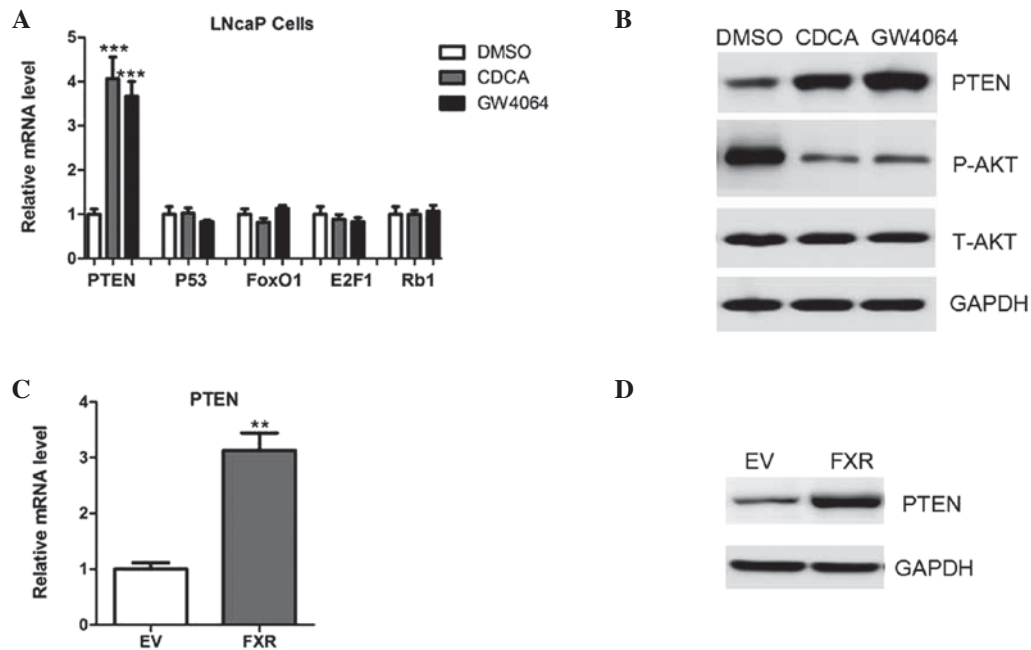 A
LNcaP Cells
Relative mRNA level
5
4
3
2
1
0
***
***
DMSO
CDCA
GW4064
PTEN P53 FoxO1 E2F1 Rb1
B
DMSO CDCA GW4064
PTEN
P-AKT
T-AKT
GAPDH
C
PTEN
Relative mRNA level
4
3
2
1
0
**
EV FXR
D
EV FXR
PTEN
GAPDH